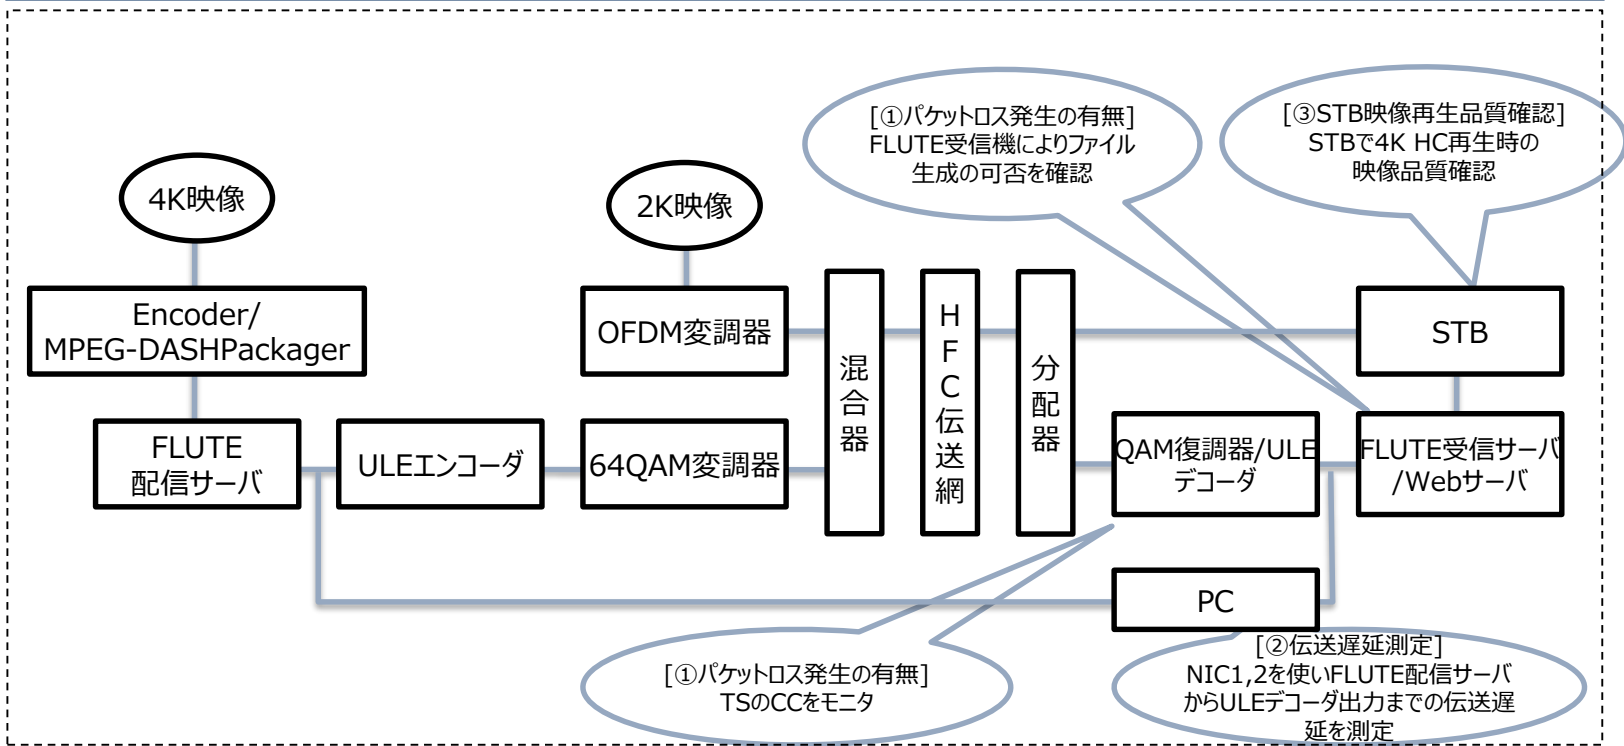 [①パケットロス発生の有無]
FLUTE受信機によりファイル
生成の可否を確認
[③STB映像再生品質確認]
STBで4K HC再生時の
映像品質確認
4K映像
2K映像
Encoder/
MPEG-DASHPackager
OFDM変調器
混合器
HFC伝送網
分配器
STB
FLUTE
配信サーバ
ULEエンコーダ
64QAM変調器
QAM復調器/ULE
デコーダ
FLUTE受信サーバ
/Webサーバ
PC
[①パケットロス発生の有無]
TSのCCをモニタ
[②伝送遅延測定]
NIC1,2を使いFLUTE配信サーバ
からULEデコーダ出力までの伝送遅
延を測定